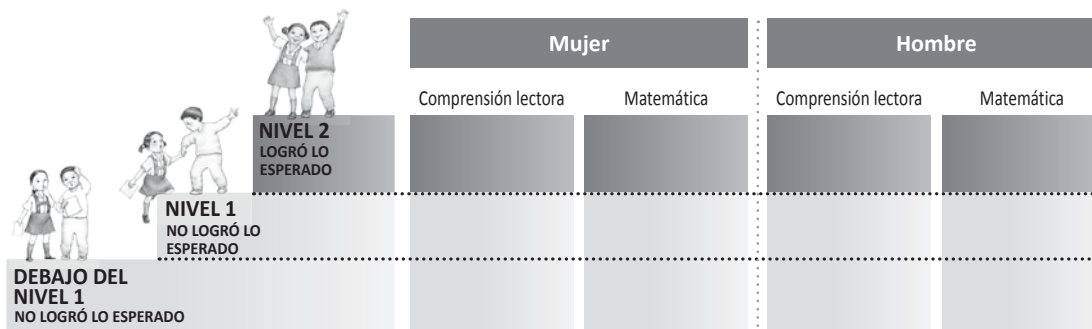 Mujer
Hombre
Comprensión lectora
Matemática
Comprensión lectora
Matemática
NIVEL 2
LOGRÓ LO
ESPERADO
NIVEL 1
NO LOGRÓ LO
ESPERADO
DEBAJO DEL
NIVEL 1
NO LOGRÓ LO ESPERADO